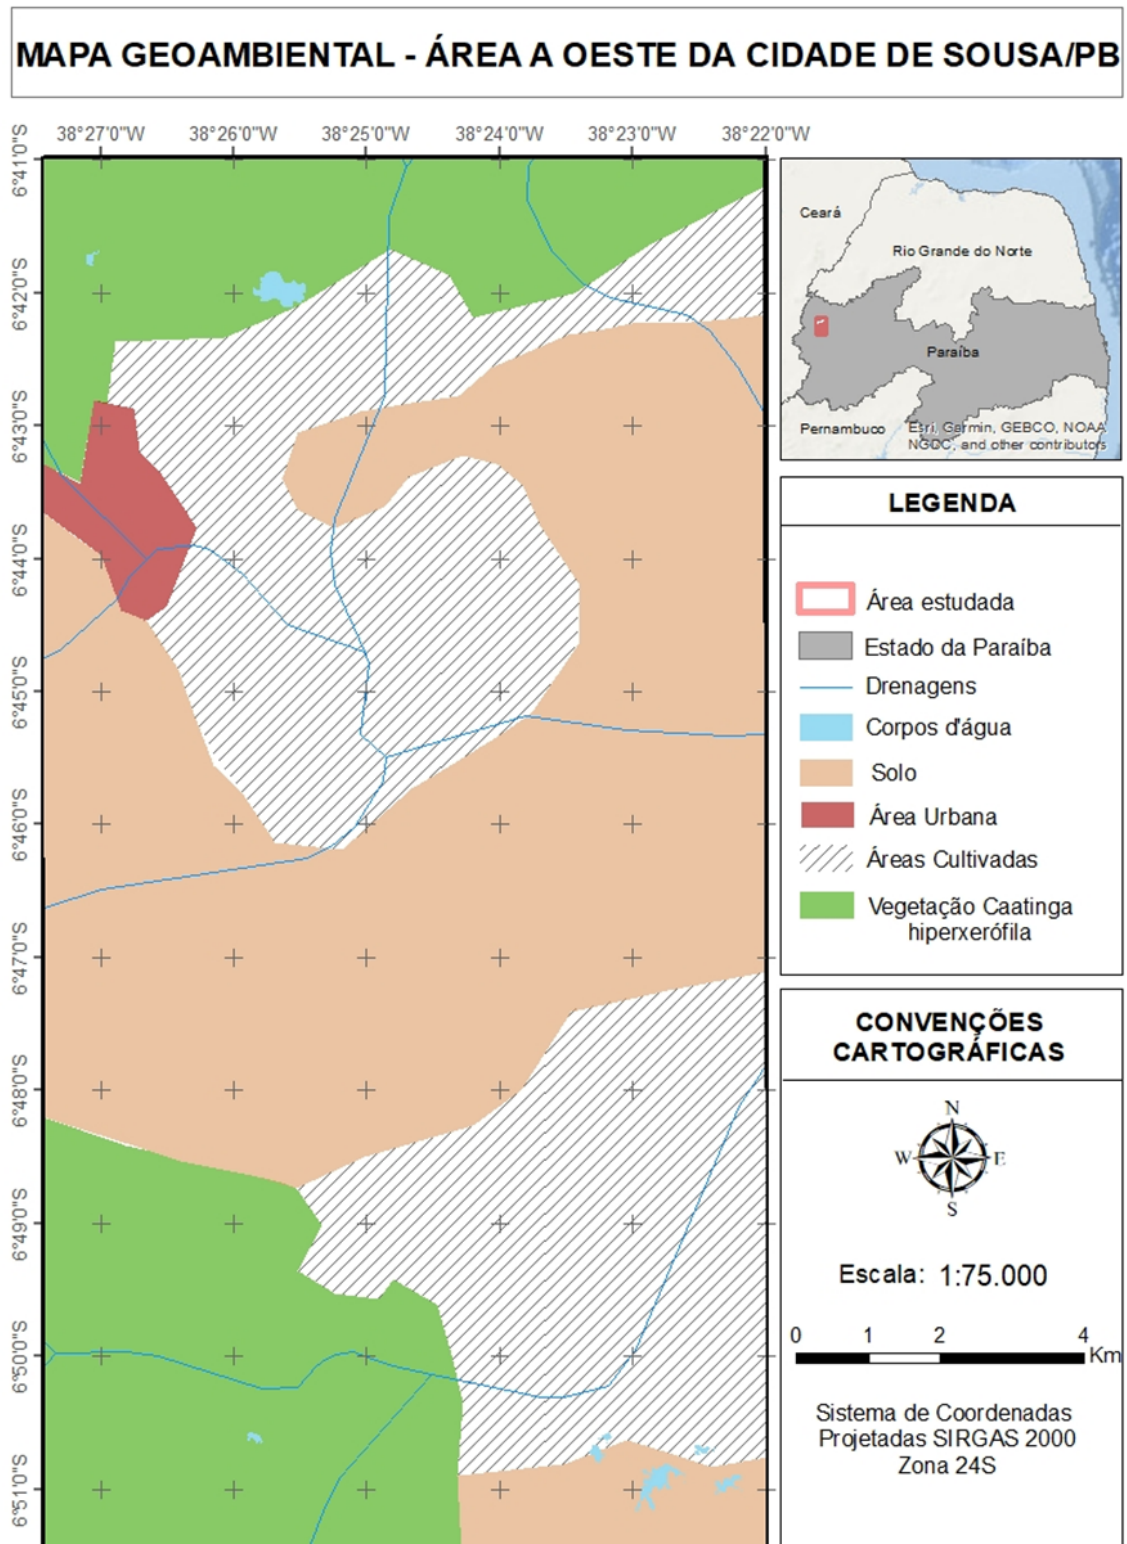 MAPA GEOAMBIENTAL - ÁREA A OESTE DA CIDADE DE SOUSA/PB
38°27'0"W 38°26'0"W 38°25'0"W 38°24'0"W 38°23'0"W 38°22'0"W
6°41'0"S
6°42'0"S
6°43'0"S
6°44'0"S
6°45'0"S
6°46'0"S
6°47'0"S
6°48'0"S
6°49'0"S
6°50'0"S
6°51'0"S
Ceará
Rio Grande do Norte
Paraíba
Pernambuco
Esri, Garmin, GEBCO, NOAA
NGDC, and other contributors
LEGENDA
Área estudada
Estado da Paraíba
Drenagens
Corpos d'água
Solo
Área Urbana
Áreas Cultivadas
Vegetação Caatinga
hiperxerófila
CONVENÇÕES
CARTOGRÁFICAS
N
W E
S
Escala: 1:75.000
0 1 2 4
Km
Sistema de Coordenadas
Projetadas SIRGAS 2000
Zona 24S